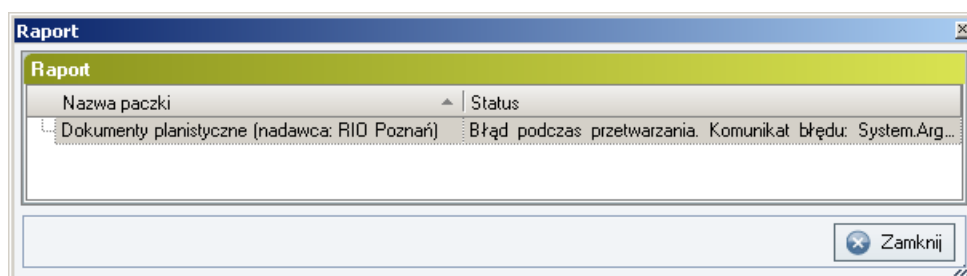 Raport
Raport
Nazwa paczki Status
Dokumenty planistyczne (nadawca: RIO Poznań) Błąd podczas przetwarzania. Komunikat błędu: System.Arg...
Zamknij